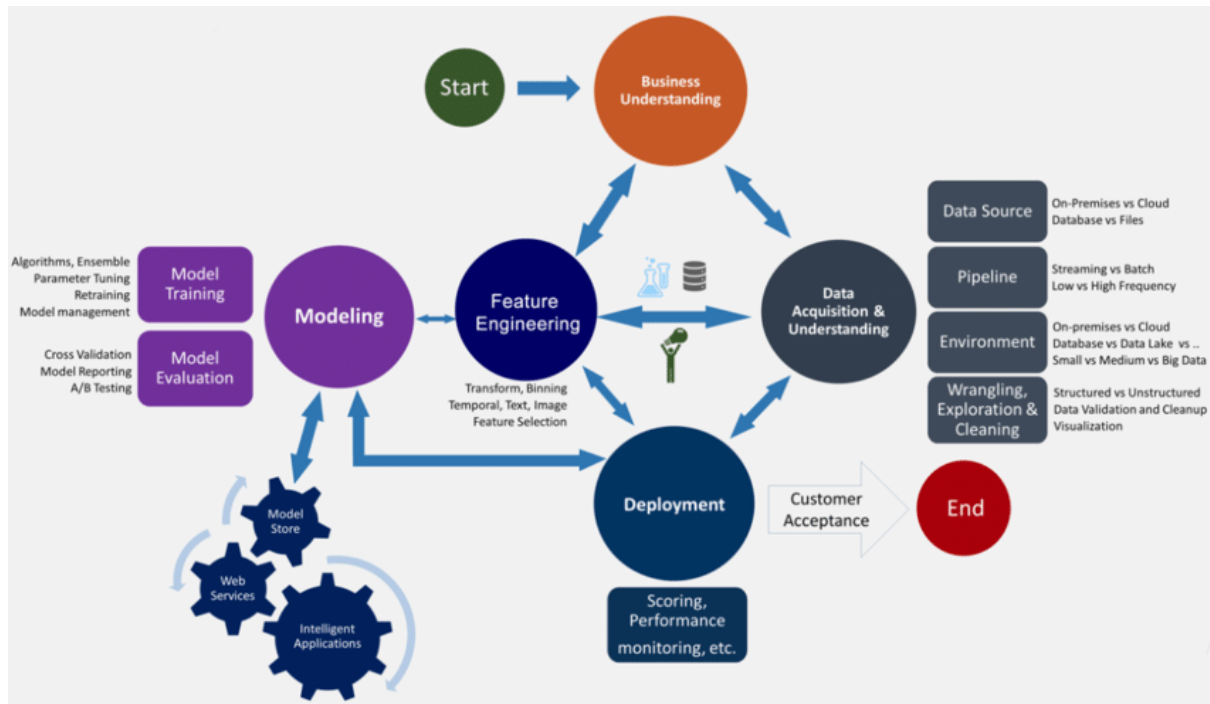 Start
Business
Understanding
Data Source
On-Premises vs Cloud
Database vs Files
Algorithms, Ensemble
Parameter Tuning
Retraining
Model management
Model
Training
Modeling
Feature
Engineering
Data
Acquisition &
Understanding
Pipeline
Streaming vs Batch
Low vs High Frequency
Cross Validation
Model Reporting
A/B Testing
Model
Evaluation
Transform, Binning
Temporal, Text, Image
Feature Selection
Environment
On-premises vs Cloud
Database vs Data Lake vs ..
Small vs Medium vs Big Data
Wrangling,
Exploration &
Cleaning
Structured vs Unstructured
Data Validation and Cleanup
Visualization
Model
Store
Web
Services
Intelligent
Applications
Deployment
Customer
Acceptance
End
Scoring,
Performance
monitoring, etc.